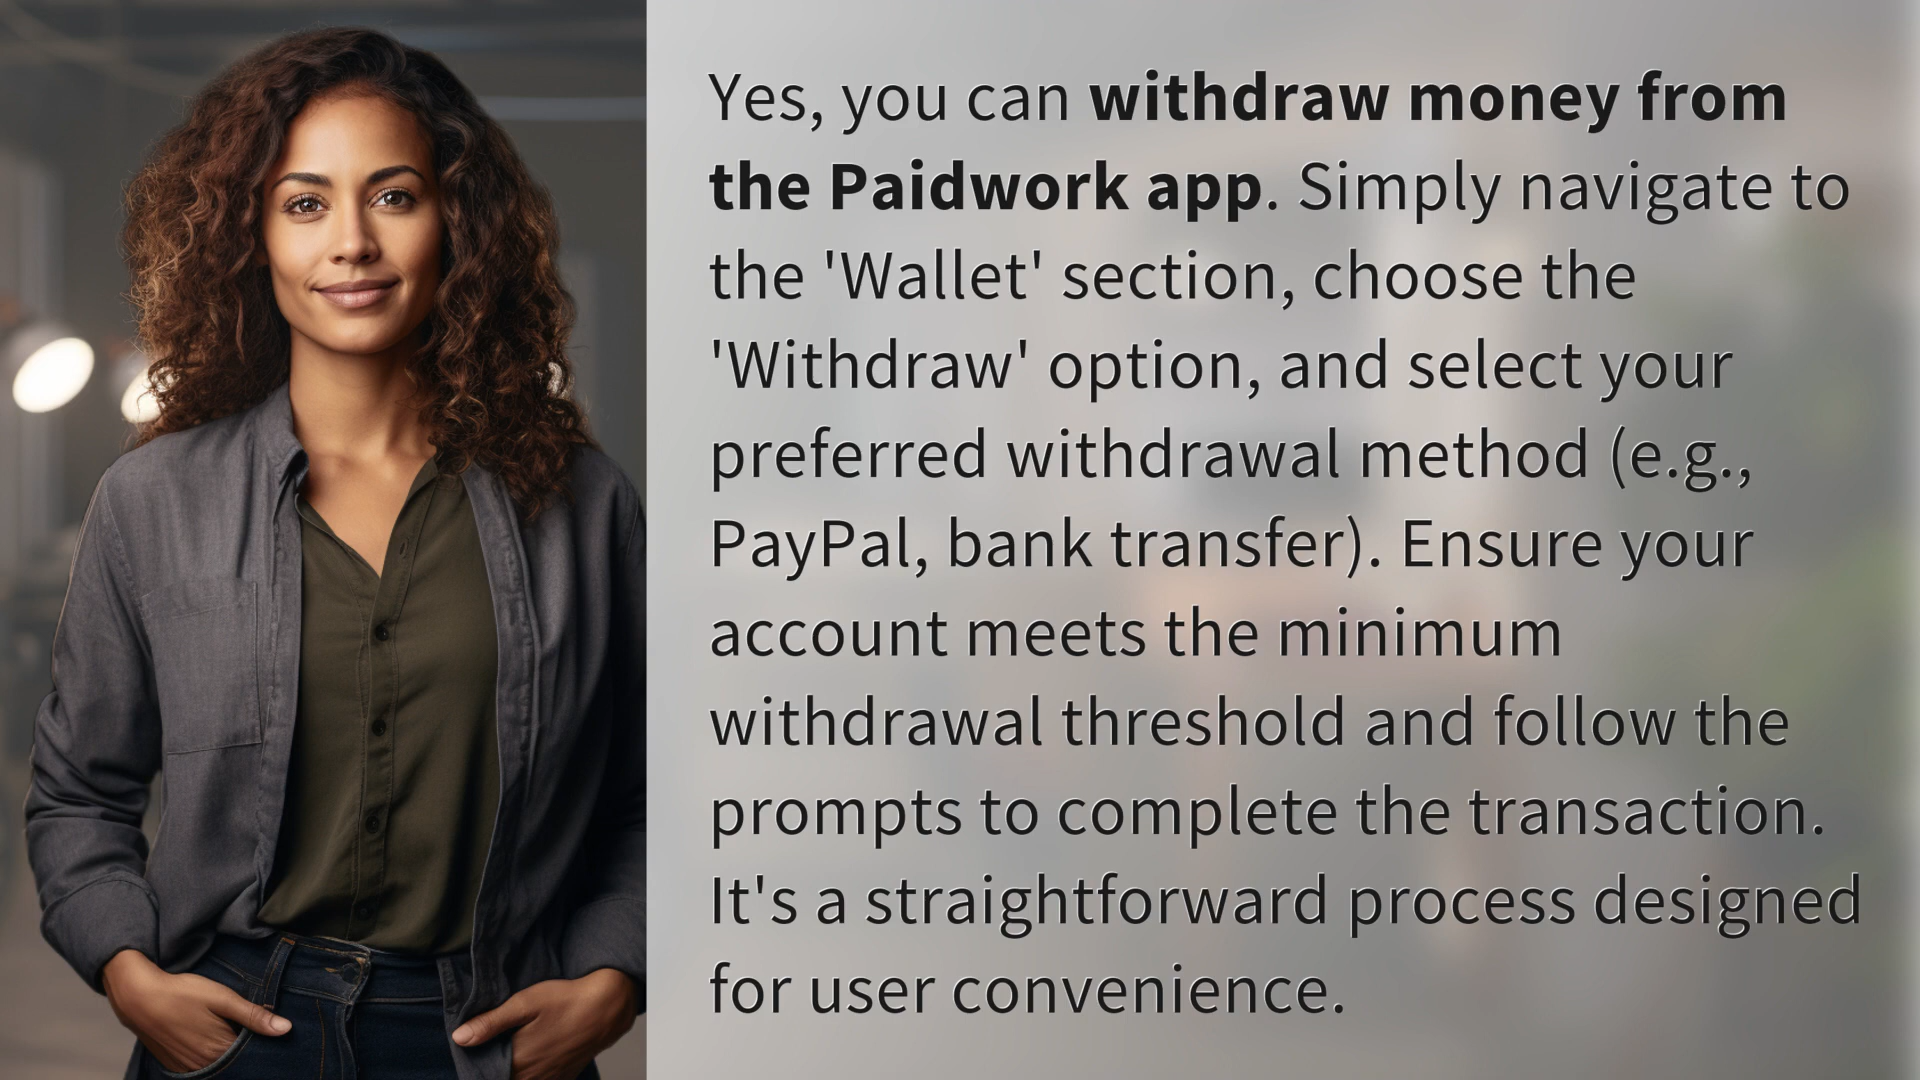 Yes, you can withdraw money from
the Paidwork app. Simply navigate to
the 'Wallet' section, choose the
'Withdraw' option, and select your
preferred withdrawal method (e.g.,
PayPal, bank transfer). Ensure your
account meets the minimum
withdrawal threshold and follow the
prompts to complete the transaction.
It's a straightforward process designed
for user convenience.